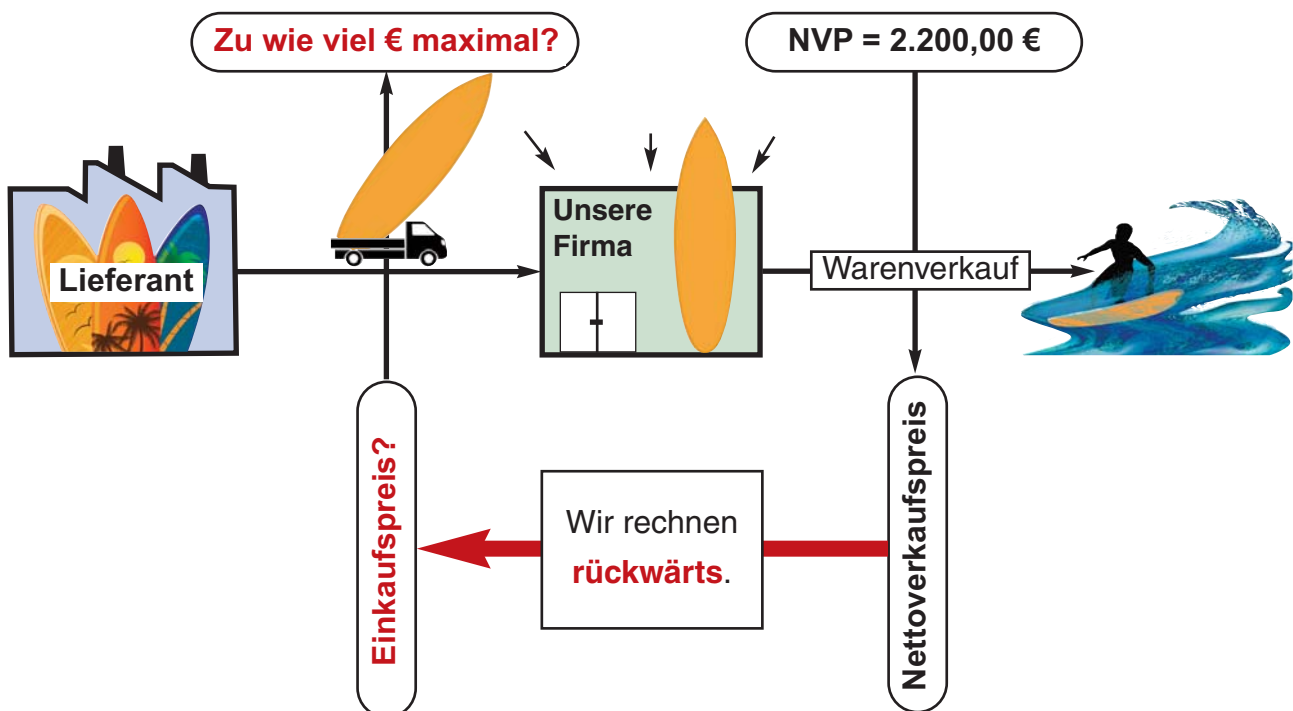 Zu wie viel € maximal?
NVP = 2.200,00 €
Lieferant
Unsere
Firma
Warenverkauf
Einkaufspreis?
Wir rechnen
rückwärts.
Nettoverkaufspreis